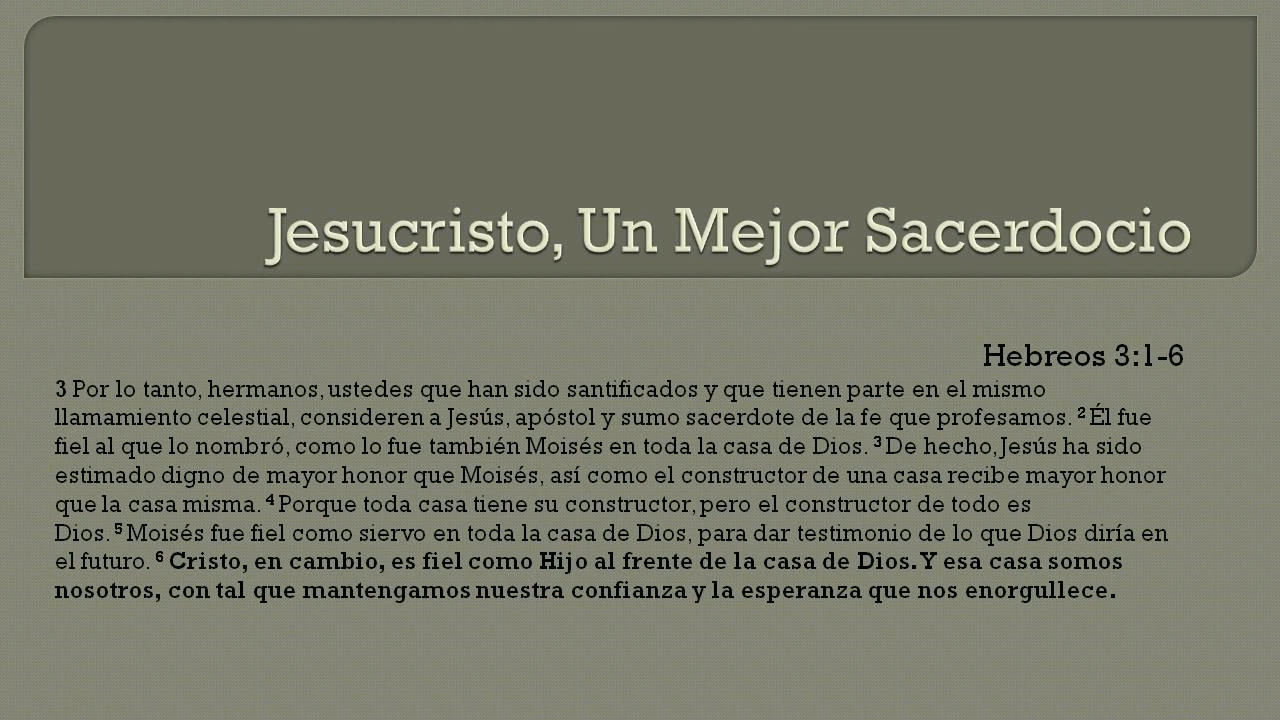 Jesucristo, Un Mejor Sacerdocio
Hebreos 3:1-6
3 Por lo tanto, hermanos, ustedes que han sido santificados y que tienen parte en el mismo
llamamiento celestial, consideren a Jesús, apóstol y sumo sacerdote de la fe que profesamos. ² Él fue
fiel al que lo nombró, como lo fue también Moisés en toda la casa de Dios. ³ De hecho, Jesús ha sido
estimado digno de mayor honor que Moisés, así como el constructor de una casa recibe mayor honor
que la casa misma. ⁴ Porque toda casa tiene su constructor, pero el constructor de todo es
Dios. ⁵ Moisés fue fiel como siervo en toda la casa de Dios, para dar testimonio de lo que Dios diría en
el futuro. ⁶ Cristo, en cambio, es fiel como Hijo al frente de la casa de Dios. Y esa casa somos
nosotros, con tal que mantengamos nuestra confianza y la esperanza que nos enorgullece.